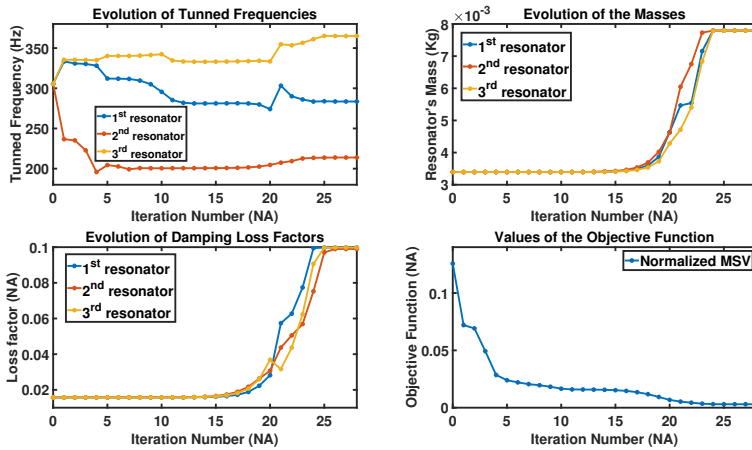 Evolution of Tunned Frequencies
Tunned Frequency (Hz)
350
300
250
200
1st resonator
2nd resonator
3rd resonator
0 5 10 15 20 25
Iteration Number (NA)
Evolution of the Masses
×10-3
Resonator's Mass (Kg)
8
7
6
5
4
3
1st resonator
2nd resonator
3rd resonator
0 5 10 15 20 25
Iteration Number (NA)
Evolution of Damping Loss Factors
Loss factor (NA)
0.1
0.08
0.06
0.04
0.02
1st resonator
2nd resonator
3rd resonator
0 5 10 15 20 25
Iteration Number (NA)
Values of the Objective Function
Objective Function (NA)
0.1
0.05
0
Normalized MSV
0 5 10 15 20 25
Iteration Number (NA)